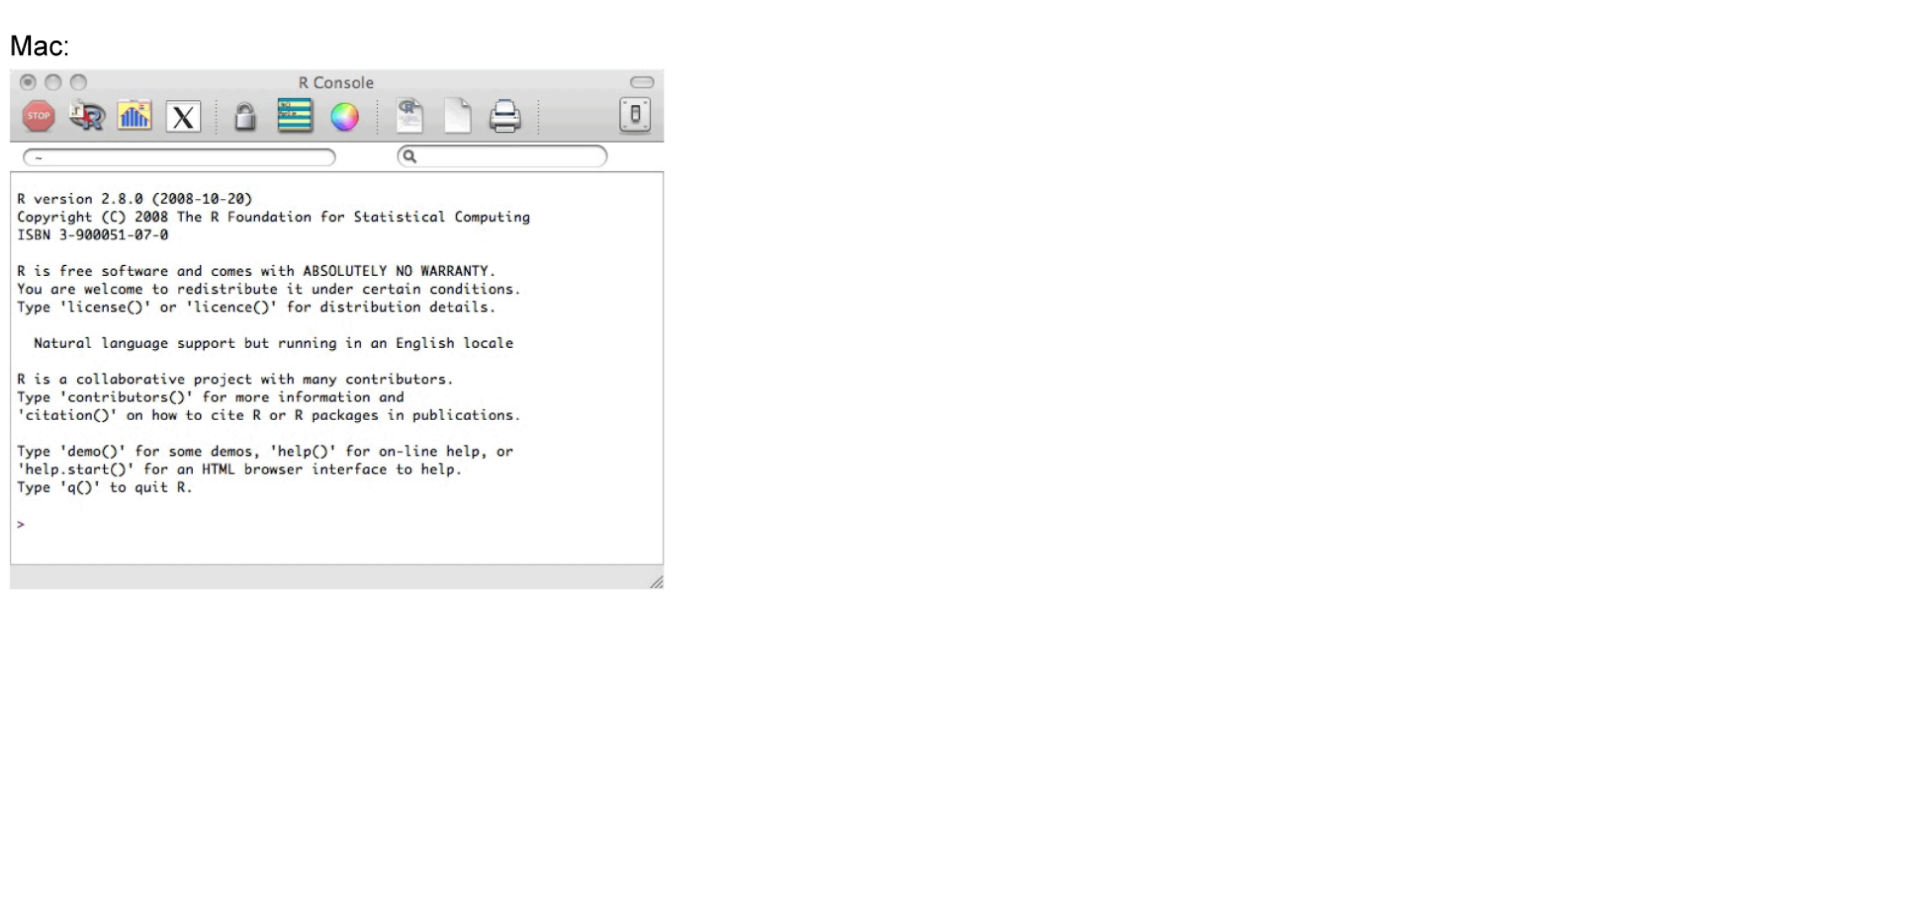 Mac:
R Console
STOP
X
~
R version 2.8.0 (2008-10-20)
Copyright (C) 2008 The R Foundation for Statistical Computing
ISBN 3-900051-07-0
R is free software and comes with ABSOLUTELY NO WARRANTY.
You are welcome to redistribute it under certain conditions.
Type 'license()' or 'licence()' for distribution details.
Natural language support but running in an English locale
R is a collaborative project with many contributors.
Type 'contributors()' for more information and
'citation()' on how to cite R or R packages in publications.
Type 'demo()' for some demos, 'help()' for on-line help, or
'help.start()' for an HTML browser interface to help.
Type 'q()' to quit R.
>